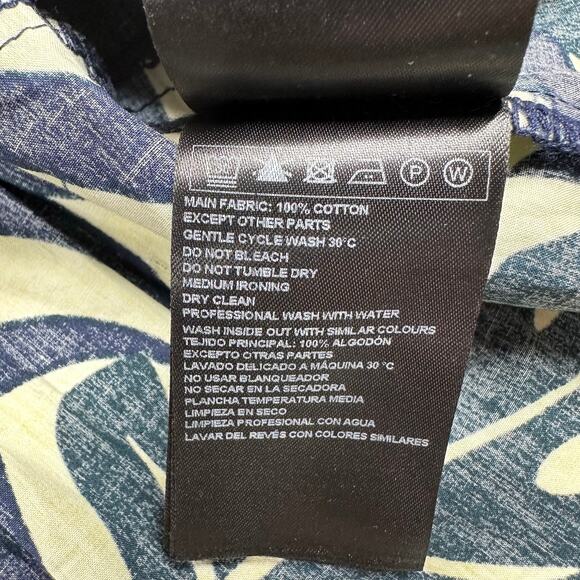 P W
MAIN FABRIC: 100% COTTON
EXCEPT OTHER PARTS
GENTLE CYCLE WASH 30°C
DO NOT BLEACH
DO NOT TUMBLE DRY
MEDIUM IRONING
DRY CLEAN
PROFESSIONAL WASH WITH WATER
WASH INSIDE OUT WITH SIMILAR COLOURS
TEJIDO PRINCIPAL: 100% ALGODÓN
EXCEPTO OTRAS PARTES
LAVADO DELICADO A MÁQUINA 30 °C
NO USAR BLANQUEADOR
NO SECAR EN LA SECADORA
PLANCHA TEMPERATURA MEDIA
LIMPIEZA EN SECO
LIMPIEZA PROFESIONAL CON AGUA
LAVAR DEL REVÉS CON COLORES SIMILARES